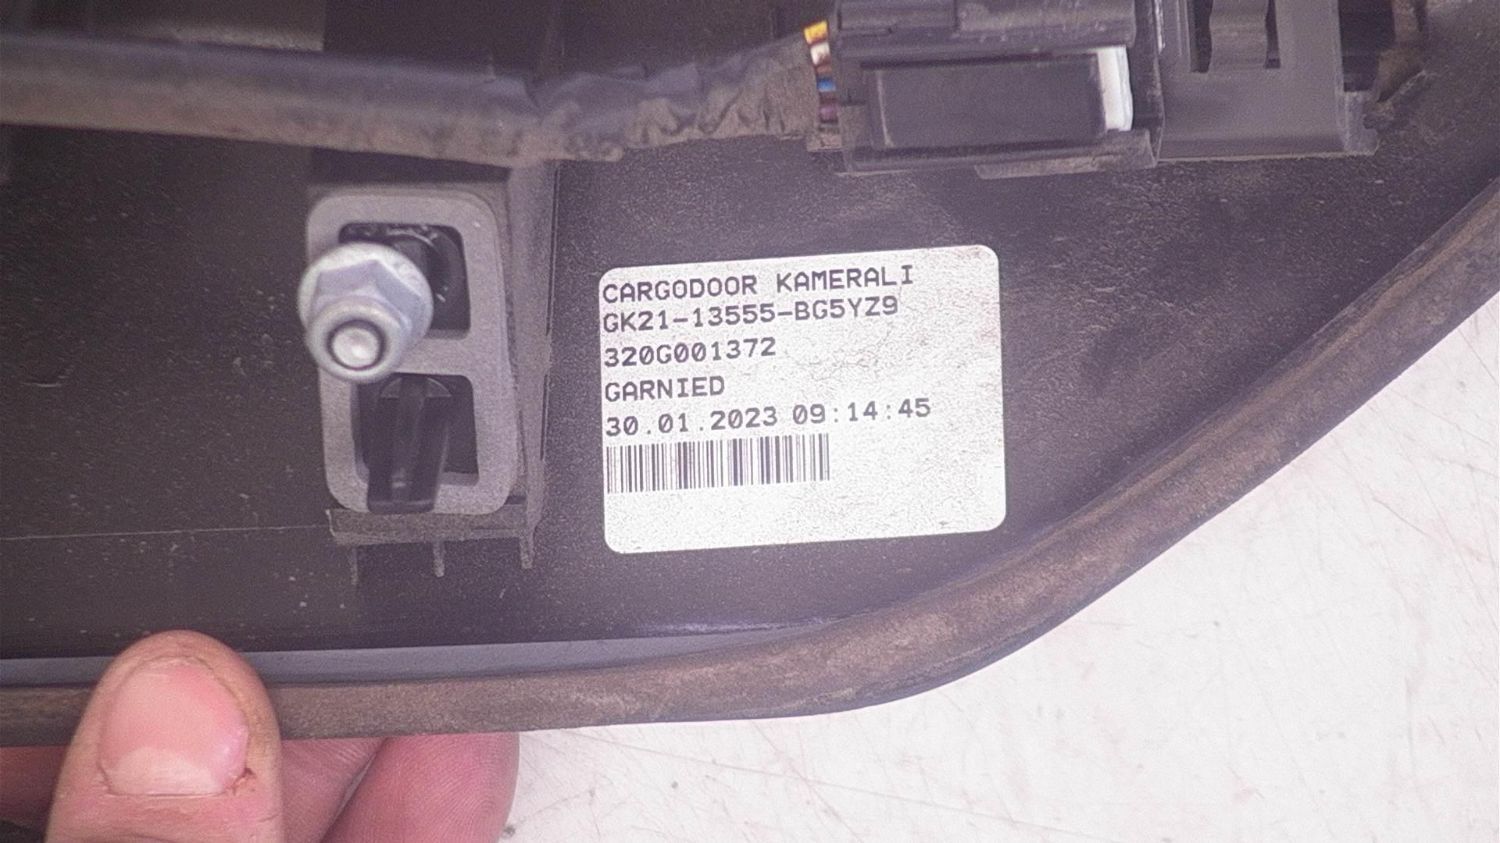 CARGODOOR KAMERALI
GK21-13555-BG5YZ9
320G001372
GARNIED
30.01.2023 09:14:45